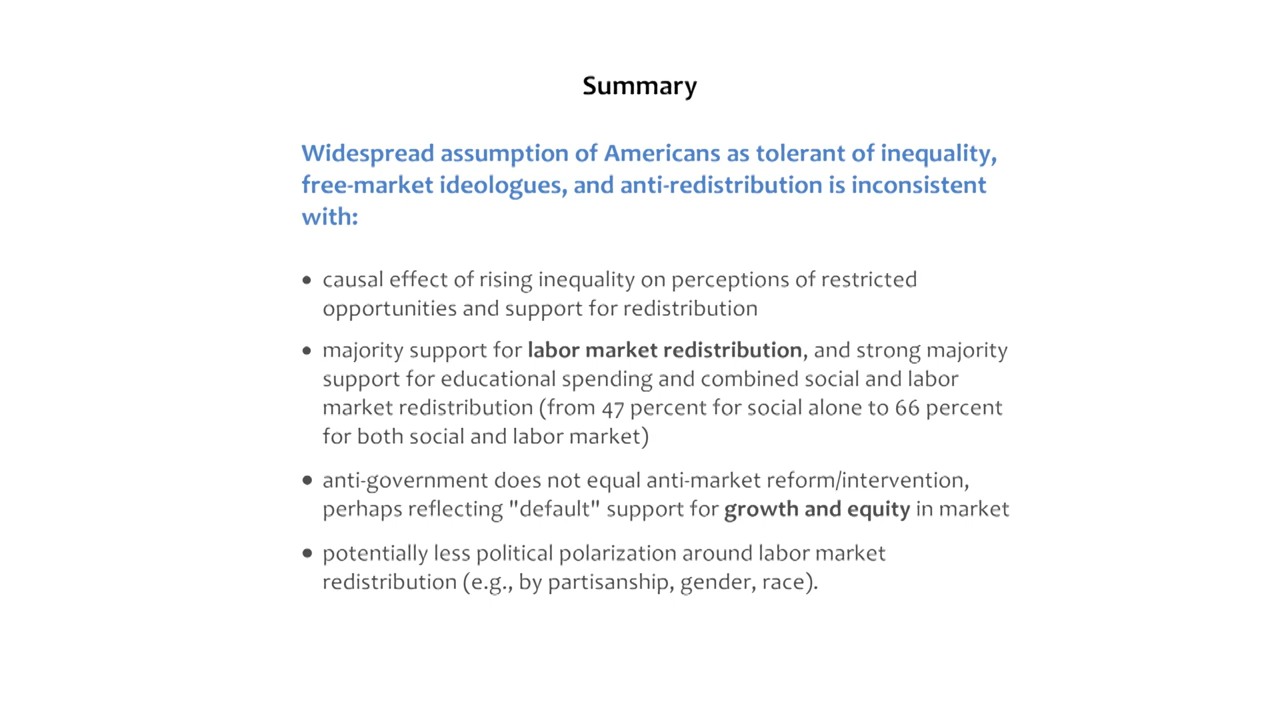 Summary
Widespread assumption of Americans as tolerant of inequality,
free-market ideologues, and anti-redistribution is inconsistent
with:
• causal effect of rising inequality on perceptions of restricted
opportunities and support for redistribution
• majority support for labor market redistribution, and strong majority
support for educational spending and combined social and labor
market redistribution (from 47 percent for social alone to 66 percent
for both social and labor market)
• anti-government does not equal anti-market reform/intervention,
perhaps reflecting "default" support for growth and equity in market
• potentially less political polarization around labor market
redistribution (e.g., by partisanship, gender, race).